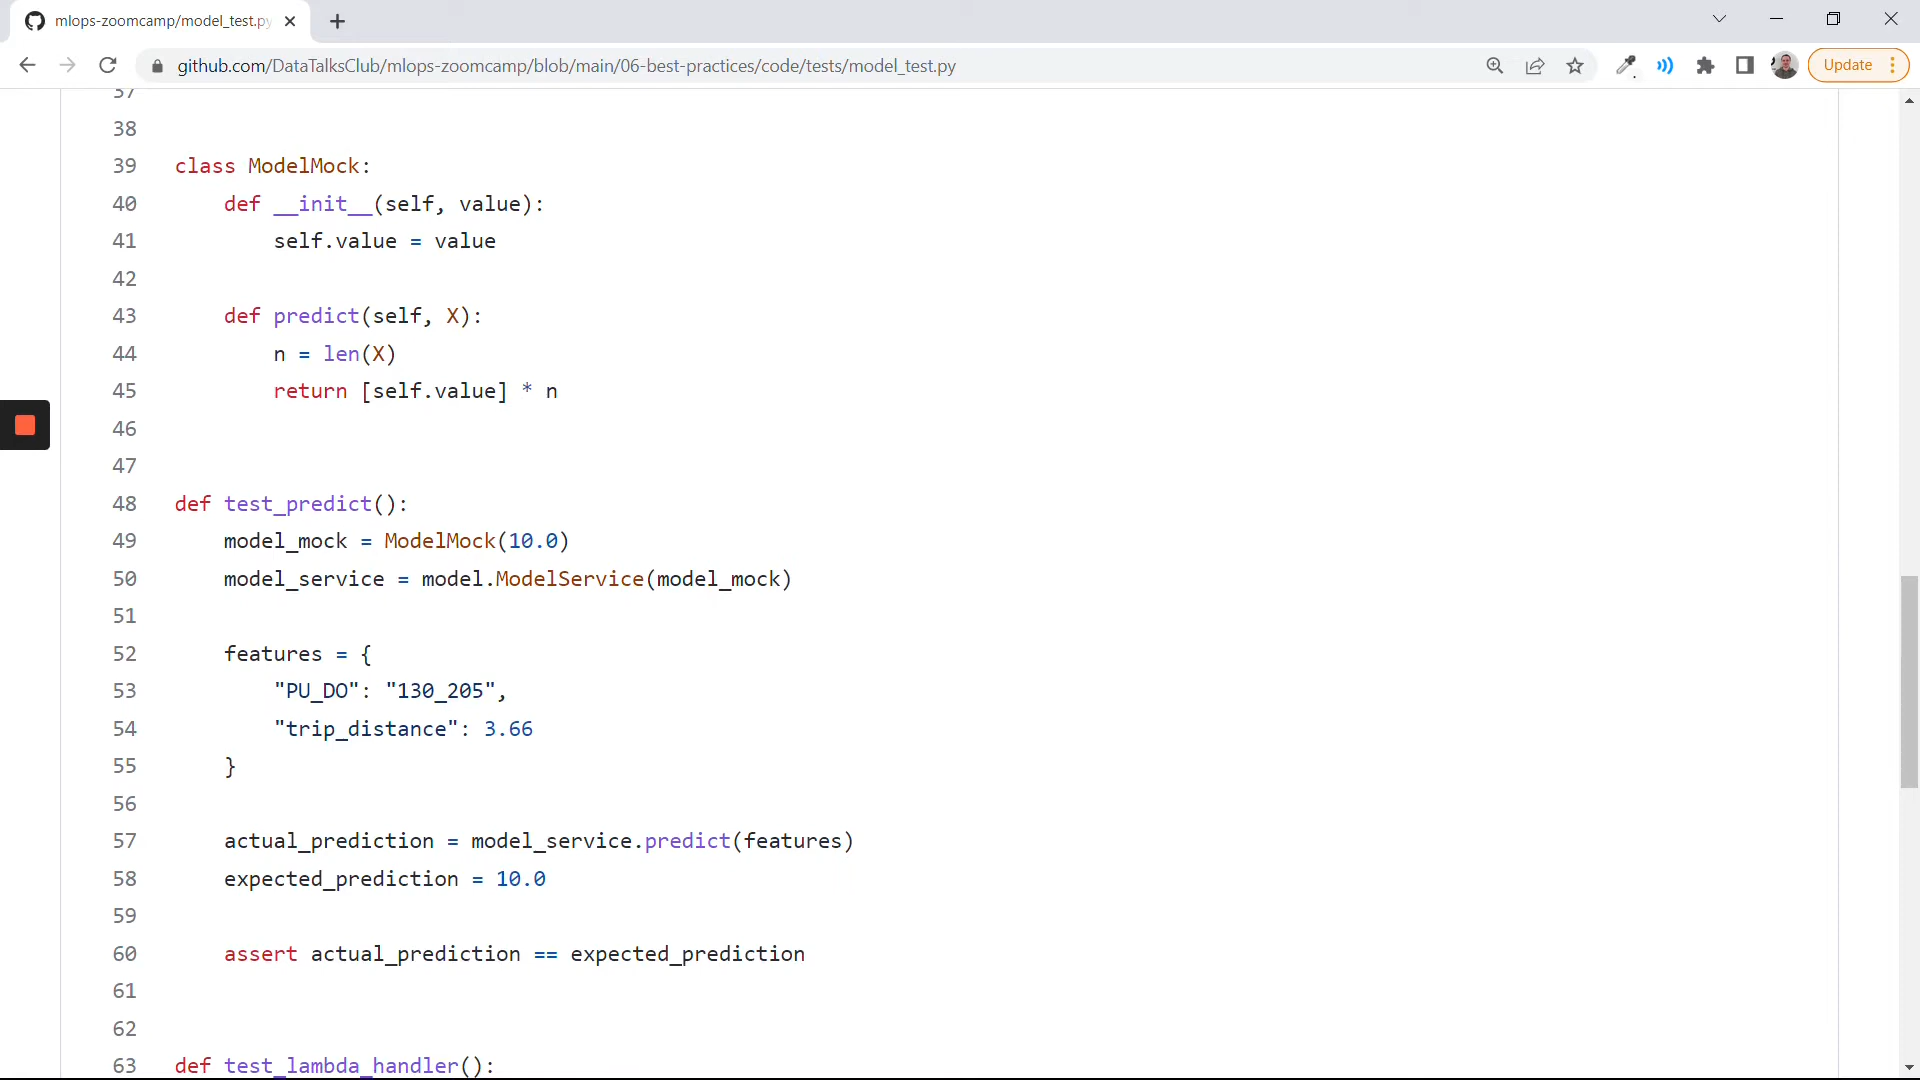 mlops-zoomcamp/model_test.py
github.com/DataTalksClub/mlops-zoomcamp/blob/main/06-best-practices/code/tests/model_test.py
Update
37
38
39 class ModelMock:
40 def __init__(self, value):
41 self.value = value
42
43 def predict(self, X):
44 n = len(X)
45 return [self.value] * n
46
47
48 def test_predict():
49 model_mock = ModelMock(10.0)
50 model_service = model.ModelService(model_mock)
51
52 features = {
53 "PU_DO": "130_205",
54 "trip_distance": 3.66
55 }
56
57 actual_prediction = model_service.predict(features)
58 expected_prediction = 10.0
59
60 assert actual_prediction == expected_prediction
61
62
63 def test_lambda_handler():